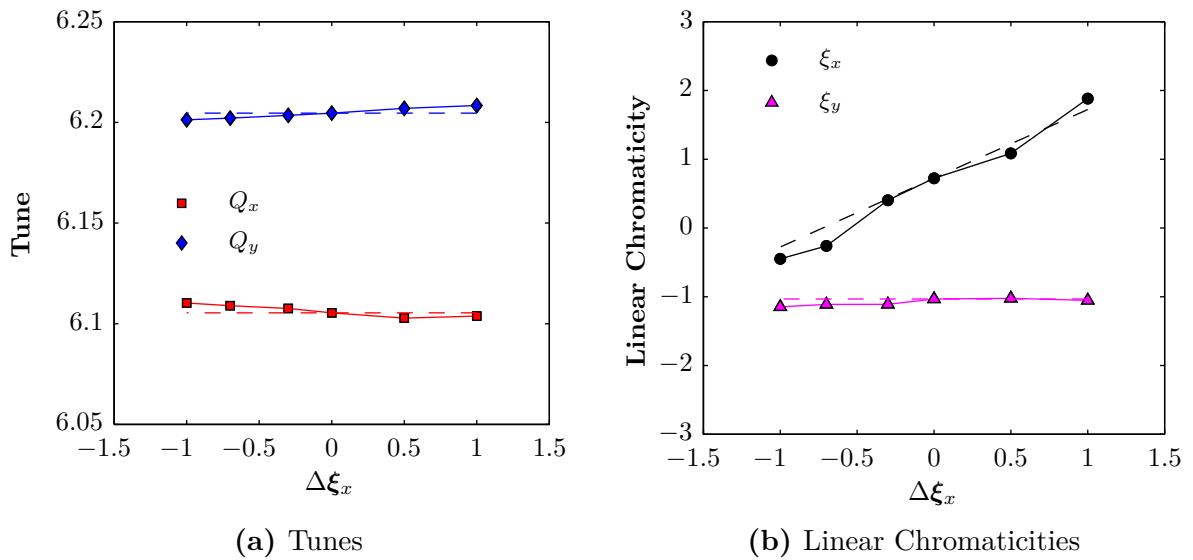 6.25
6.2
6.15
6.1
6.05
Tune
Q_x
Q_y
−1.5 −1 −0.5 0 0.5 1 1.5
Δξ_x
(a) Tunes
3
2
1
0
−1
−2
−3
Linear Chromaticity
ξ_x
ξ_y
−1.5 −1 −0.5 0 0.5 1 1.5
Δξ_x
(b) Linear Chromaticities